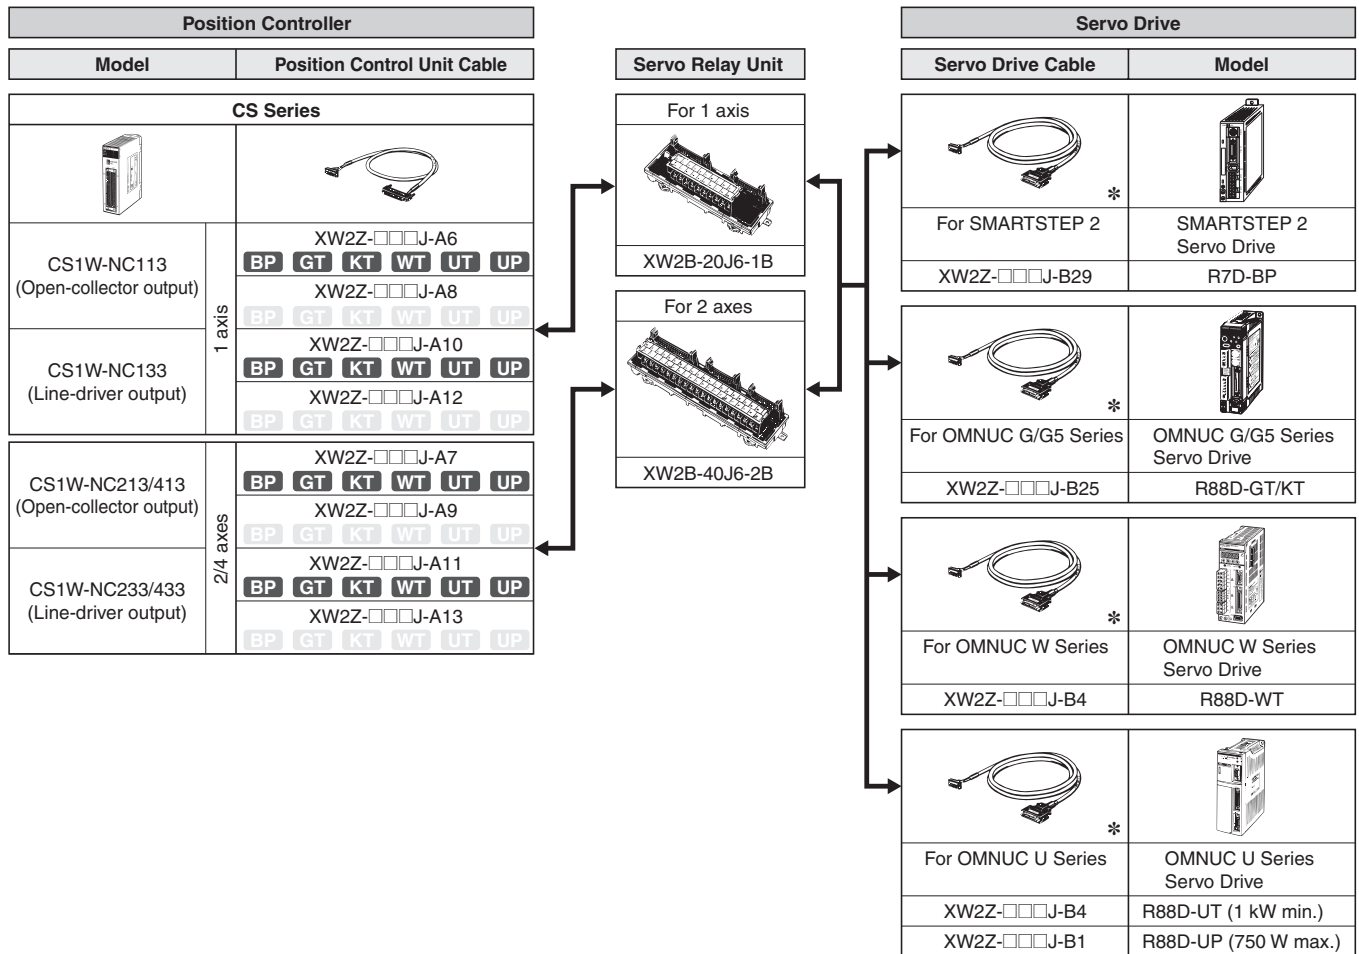 Position Controller
Model
Position Control Unit Cable
CS Series
CS1W-NC113
(Open-collector output)
CS1W-NC133
(Line-driver output)
1 axis
XW2Z-□□□J-A6
BP GT KT WT UT UP
XW2Z-□□□J-A8
BP GT KT WT UT UP
XW2Z-□□□J-A10
BP GT KT WT UT UP
XW2Z-□□□J-A12
BP GT KT WT UT UP
CS1W-NC213/413
(Open-collector output)
CS1W-NC233/433
(Line-driver output)
2/4 axes
XW2Z-□□□J-A7
BP GT KT WT UT UP
XW2Z-□□□J-A9
BP GT KT WT UT UP
XW2Z-□□□J-A11
BP GT KT WT UT UP
XW2Z-□□□J-A13
BP GT KT WT UT UP
Servo Relay Unit
For 1 axis
XW2B-20J6-1B
For 2 axes
XW2B-40J6-2B
Servo Drive
Servo Drive Cable
Model
*
For SMARTSTEP 2
SMARTSTEP 2
Servo Drive
XW2Z-□□□J-B29
R7D-BP
*
For OMNUC G/G5 Series
OMNUC G/G5 Series
Servo Drive
XW2Z-□□□J-B25
R88D-GT/KT
*
For OMNUC W Series
OMNUC W Series
Servo Drive
XW2Z-□□□J-B4
R88D-WT
*
For OMNUC U Series
OMNUC U Series
Servo Drive
XW2Z-□□□J-B4
R88D-UT (1 kW min.)
XW2Z-□□□J-B1
R88D-UP (750 W max.)